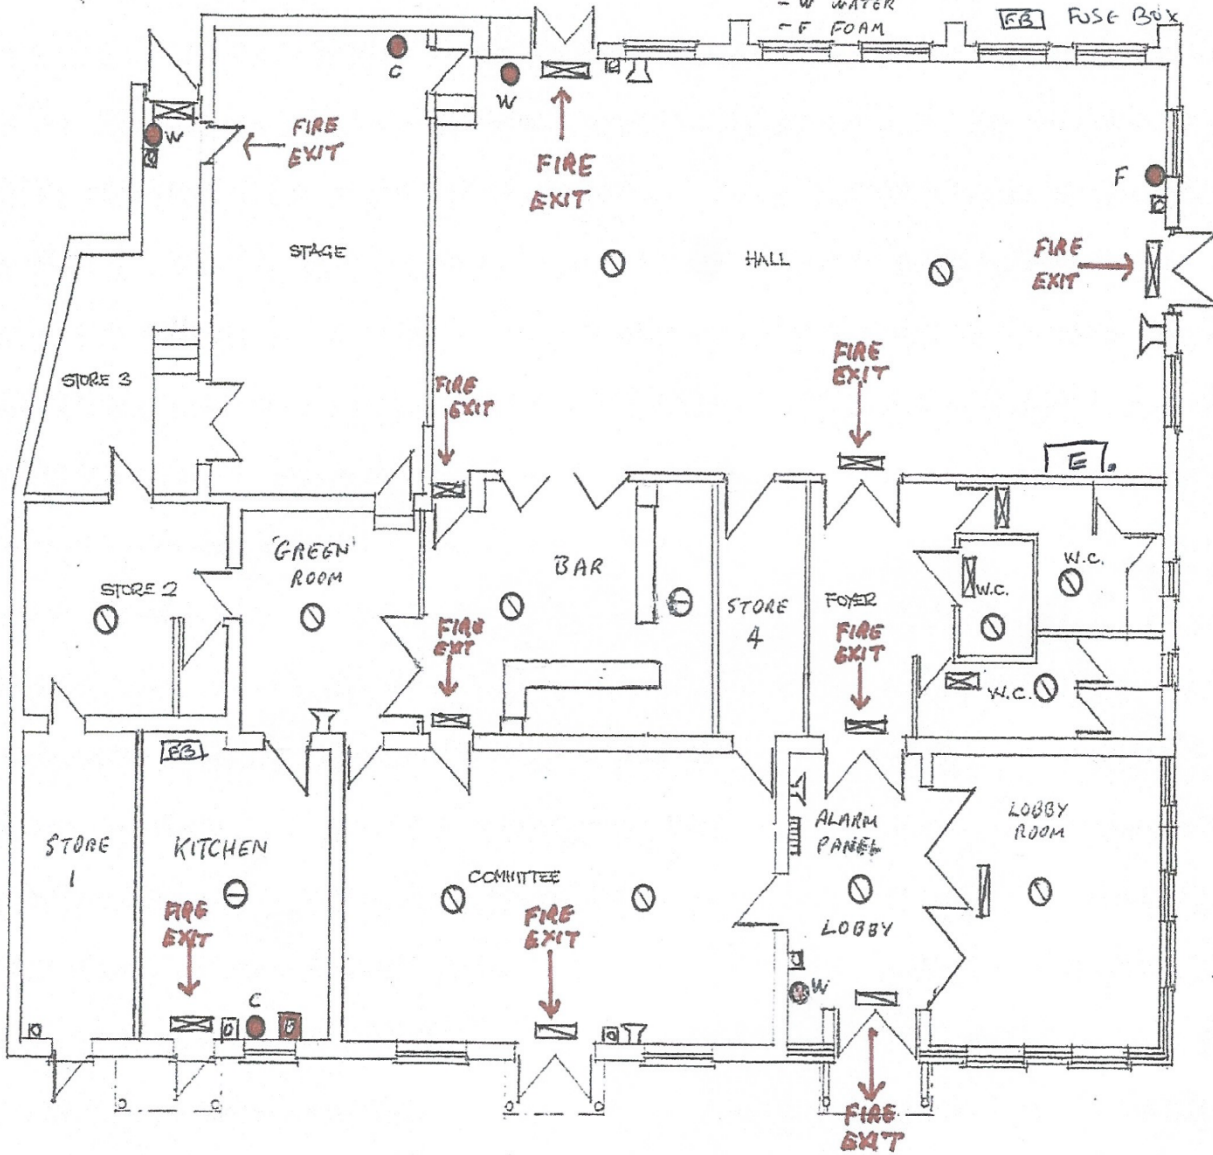 - W WATER
- F FOAM
FB FUSE BOX
C
W
W
FIRE
EXIT
FIRE
EXIT
F
STAGE
HALL
FIRE
EXIT
STORE 3
FIRE
EXIT
FIRE
EXIT
E
'GREEN'
ROOM
BAR
W.C.
STORE 2
W.C.
STORE
4
FOYER
FIRE
EXIT
FIRE
EXIT
W.C.
FB
STORE
1
KITCHEN
COMMITTEE
ALARM
PANEL
LOBBY
ROOM
LOBBY
FIRE
EXIT
FIRE
EXIT
C
W
FIRE
EXIT